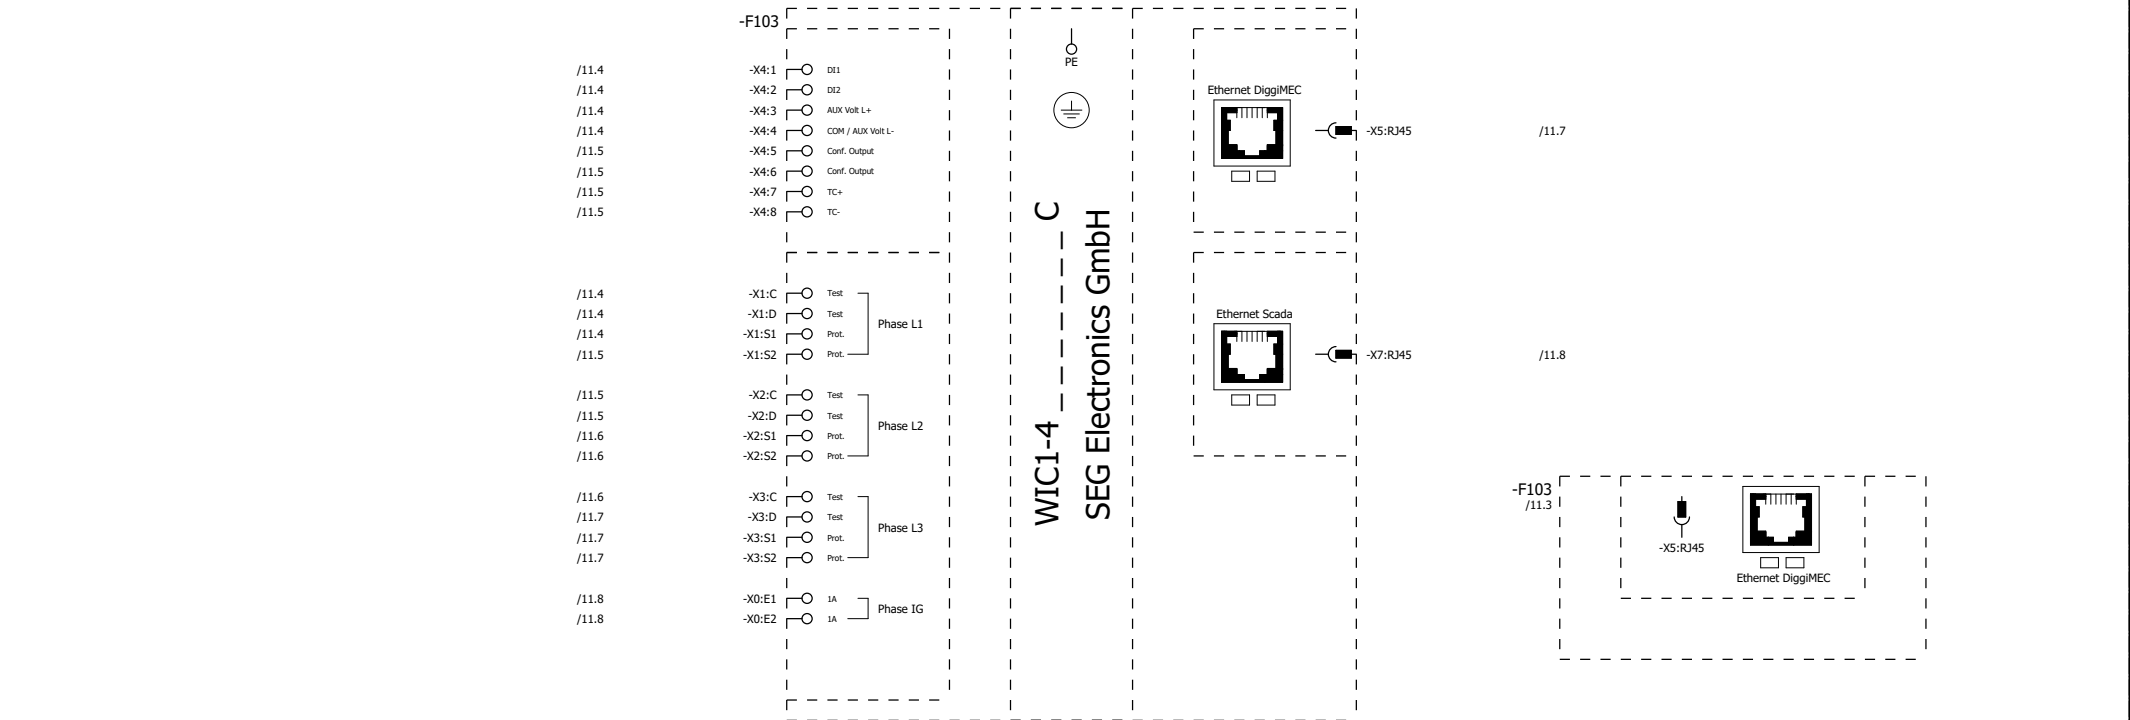 -F103
PE
/11.4 -X4:1 DI1
/11.4 -X4:2 DI2
/11.4 -X4:3 AUX Volt L+
/11.4 -X4:4 COM / AUX Volt L-
/11.5 -X4:5 Conf. Output
/11.5 -X4:6 Conf. Output
/11.5 -X4:7 TC+
/11.5 -X4:8 TC-
/11.4 -X1:C Test
/11.4 -X1:D Test
Phase L1
/11.4 -X1:S1 Prot.
/11.5 -X1:S2 Prot.
/11.5 -X2:C Test
/11.5 -X2:D Test
Phase L2
/11.6 -X2:S1 Prot.
/11.6 -X2:S2 Prot.
/11.6 -X3:C Test
/11.7 -X3:D Test
Phase L3
/11.7 -X3:S1 Prot.
/11.7 -X3:S2 Prot.
/11.8 -X0:E1 1A
Phase IG
/11.8 -X0:E2 1A
WIC1-4 _ _ _ _ _ _ _ C
SEG Electronics GmbH
Ethernet DiggiMEC
-X5:RJ45 /11.7
Ethernet Scada
-X7:RJ45 /11.8
-F103
/11.3
-X5:RJ45
Ethernet DiggiMEC